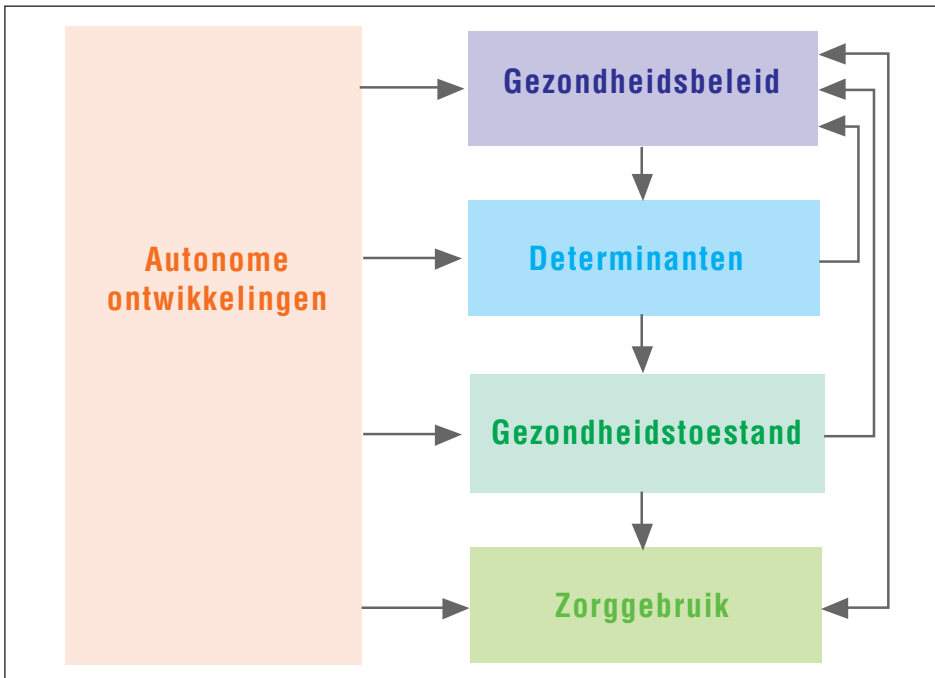 Autonome
ontwikkelingen
Gezondheidsbeleid
Determinanten
Gezondheidstoestand
Zorggebruik